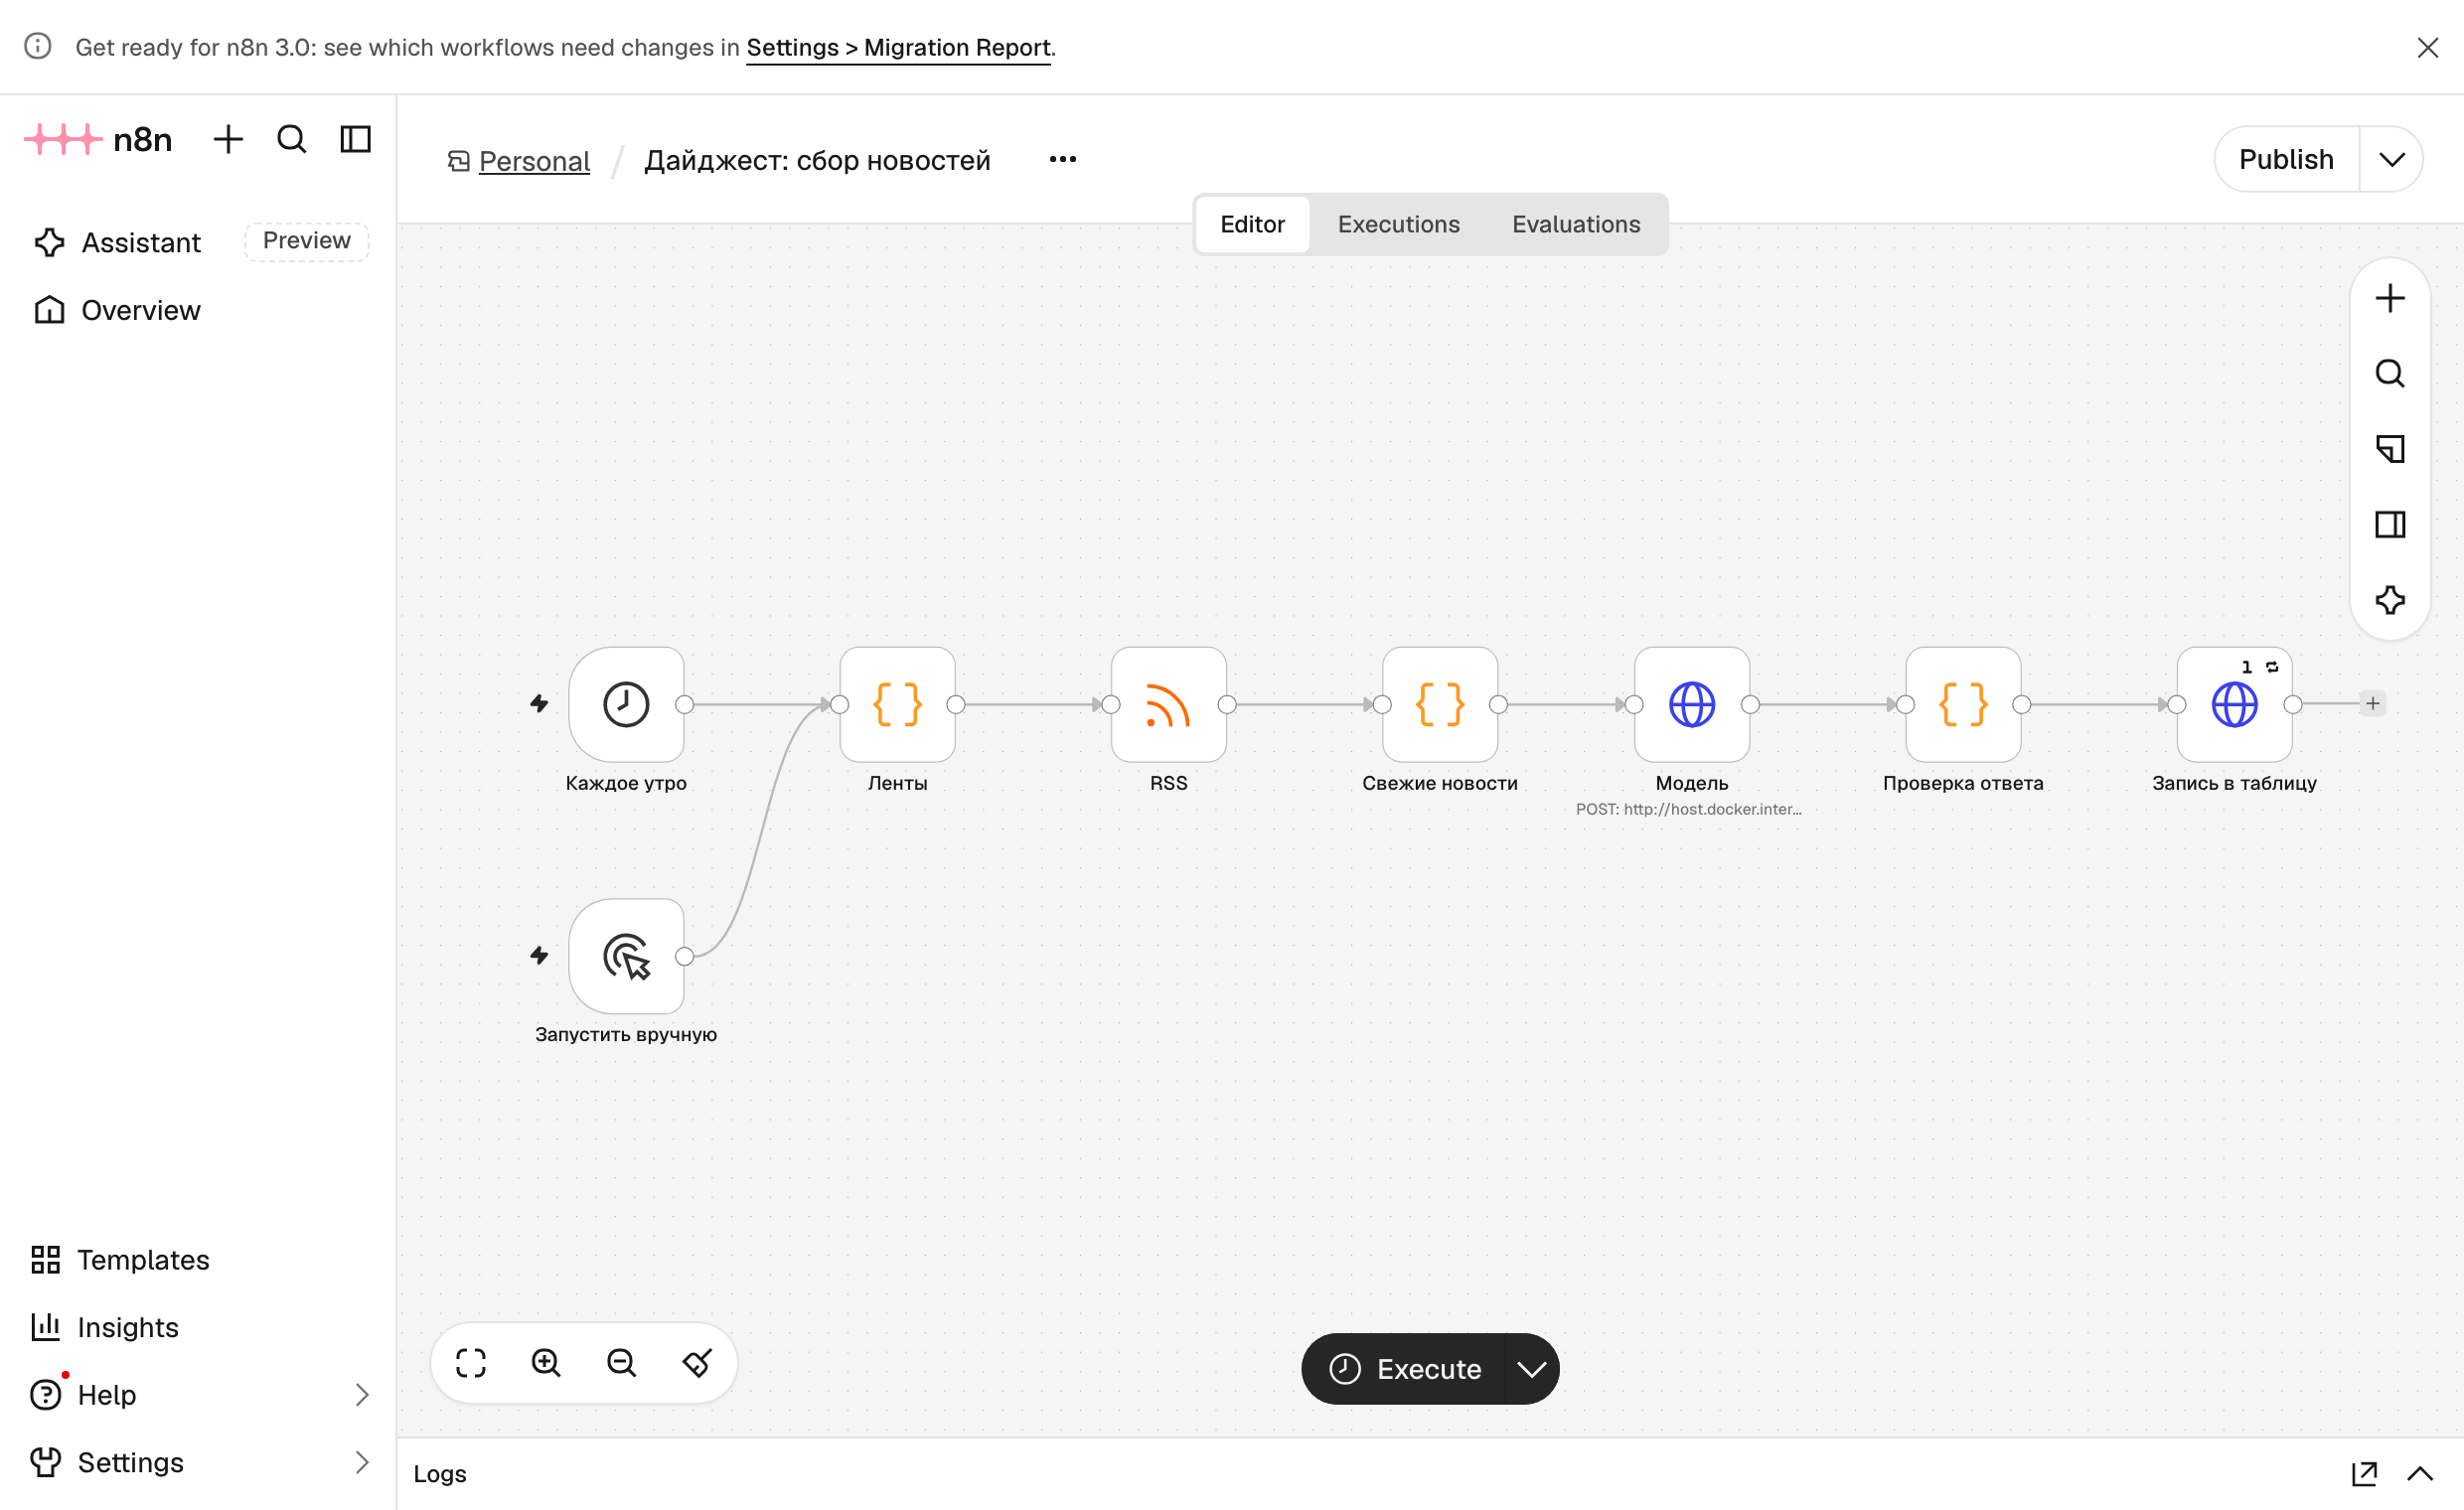 Get ready for n8n 3.0: see which workflows need changes in Settings > Migration Report.
n8n
Personal / Дайджест: сбор новостей
Publish
Editor
Executions
Evaluations
Assistant
Preview
Overview
1
Каждое утро
Ленты
RSS
Свежие новости
Модель
POST: http://host.docker.inter...
Проверка ответа
Запись в таблицу
Запустить вручную
Templates
Insights
Help
Settings
Execute
Logs